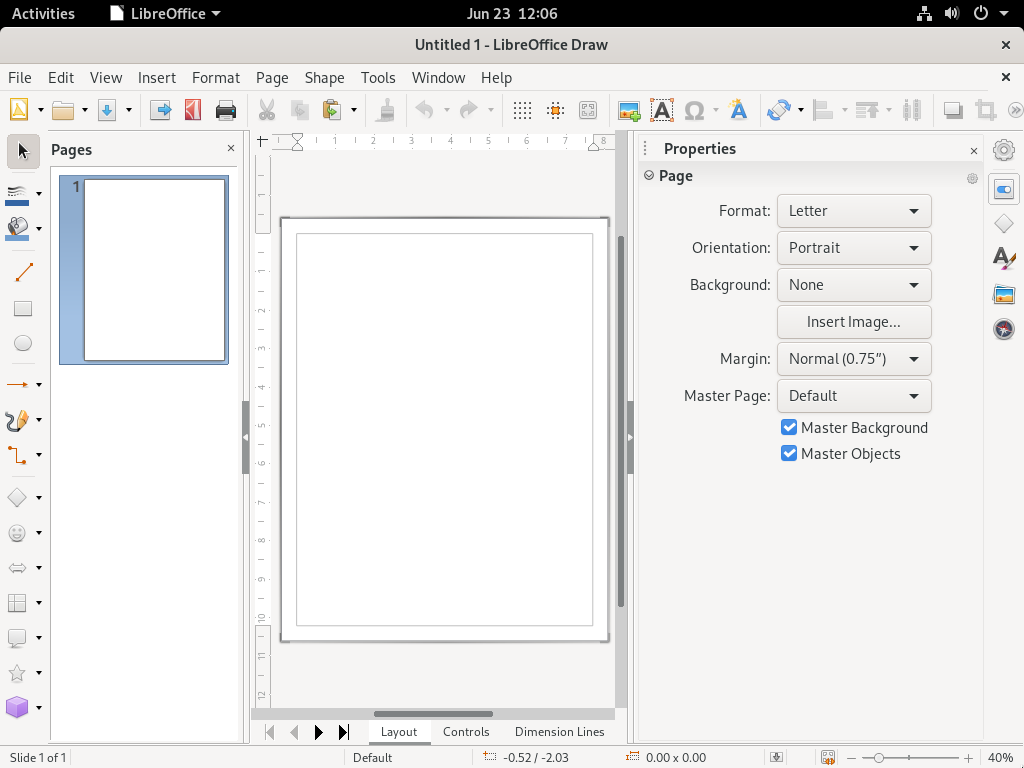 Activities LibreOffice Jun 23 12:06
Untitled 1 - LibreOffice Draw
File Edit View Insert Format Page Shape Tools Window Help
Pages
1
1 2 3 4 5 6 7 8
1
2
3
4
5
6
7
8
9
10
11
12
Properties
Page
Format: Letter
Orientation: Portrait
Background: None
Insert Image...
Margin: Normal (0.75″)
Master Page: Default
Master Background
Master Objects
Layout Controls Dimension Lines
Slide 1 of 1 Default -0.52 / -2.03 0.00 x 0.00 40%